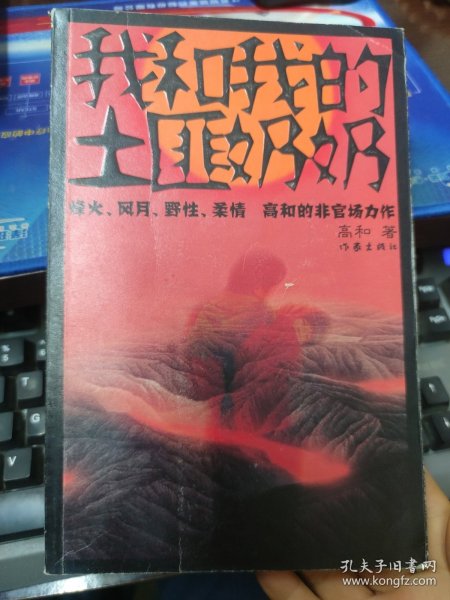 我和我的
土匪奶奶
烽火、风月、野性、柔情 高和的非官场力作
高和 著
作家出版社
孔夫子旧书网
www.kongfz.com